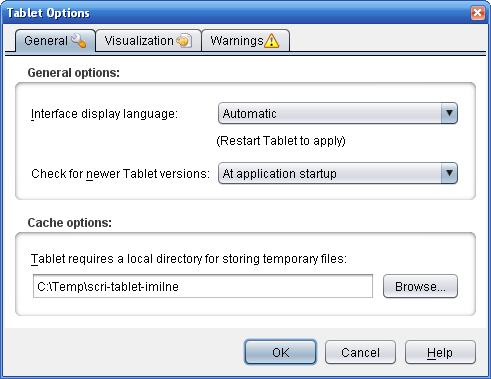 Tablet Options
General Visualization Warnings
General options:
Interface display language: Automatic
(Restart Tablet to apply)
Check for newer Tablet versions: At application startup
Cache options:
Tablet requires a local directory for storing temporary files:
C:\Temp\scri-tablet-imilne Browse...
OK Cancel Help